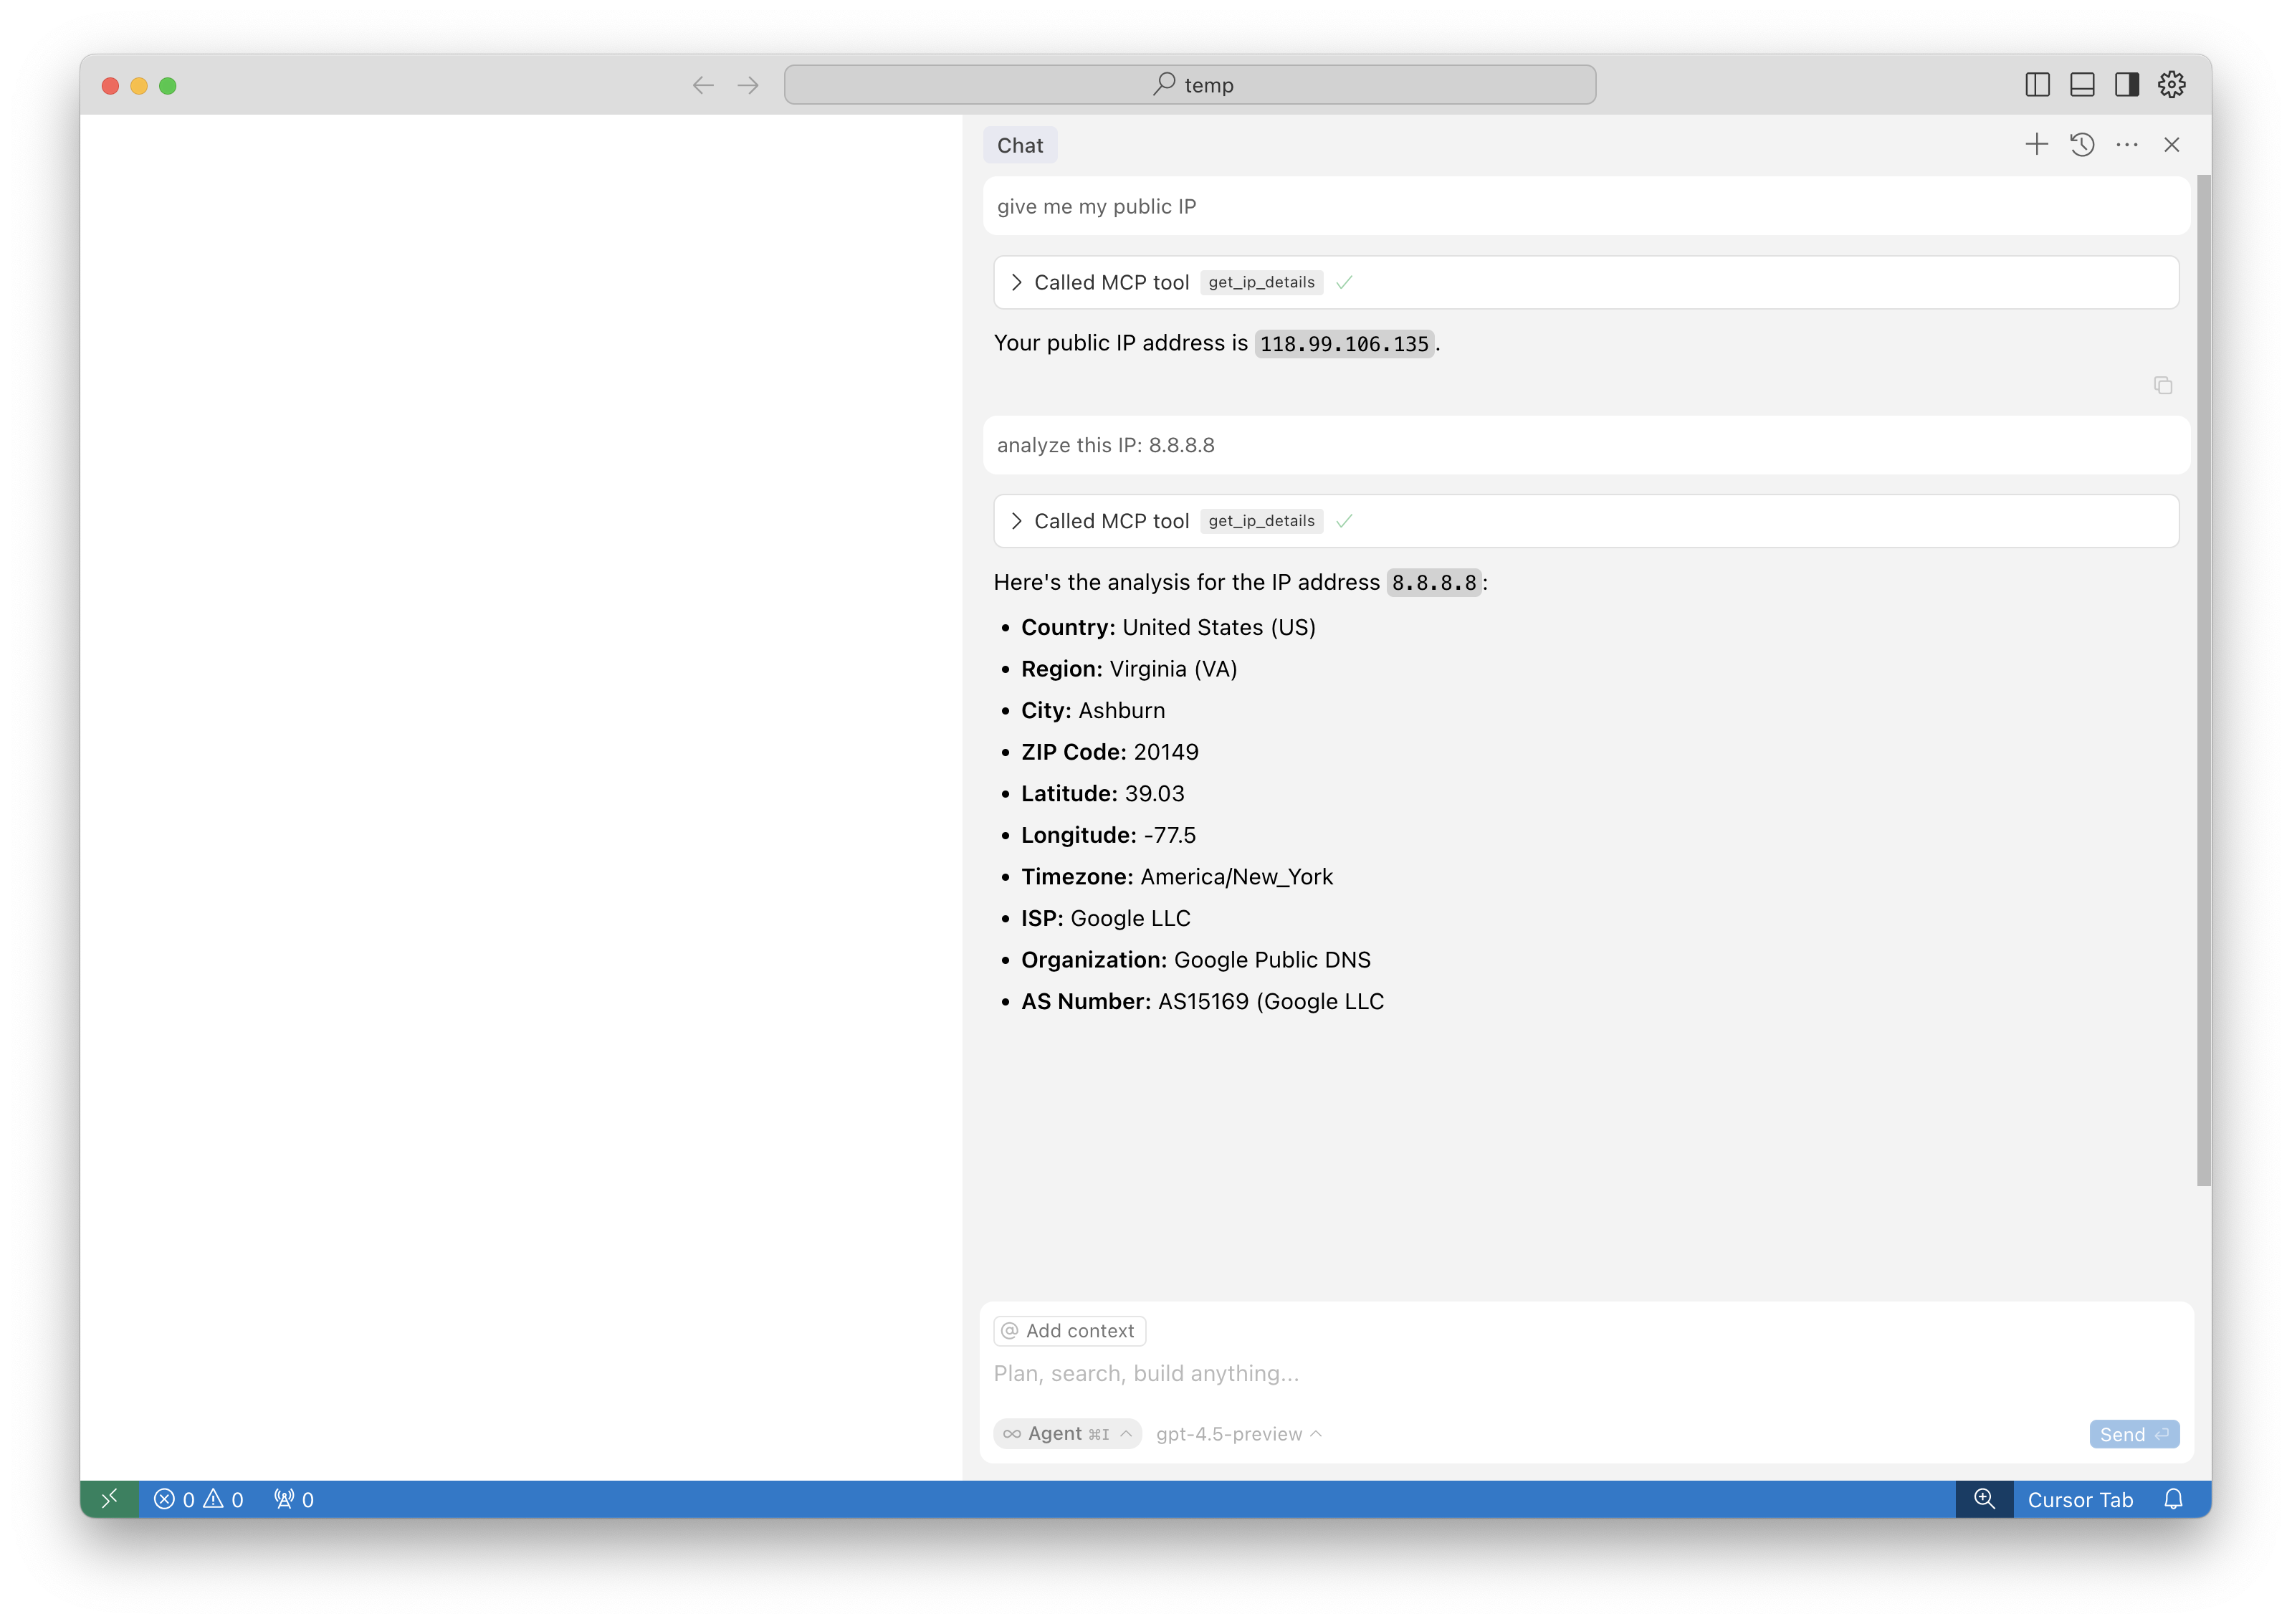 temp
Chat
give me my public IP
Called MCP tool get_ip_details
Your public IP address is 118.99.106.135.
analyze this IP: 8.8.8.8
Called MCP tool get_ip_details
Here's the analysis for the IP address 8.8.8.8:
• Country: United States (US)
• Region: Virginia (VA)
• City: Ashburn
• ZIP Code: 20149
• Latitude: 39.03
• Longitude: -77.5
• Timezone: America/New_York
• ISP: Google LLC
• Organization: Google Public DNS
• AS Number: AS15169 (Google LLC
@ Add context
Plan, search, build anything...
∞ Agent ⌘I gpt-4.5-preview Send ⏎
0 0 0 Cursor Tab